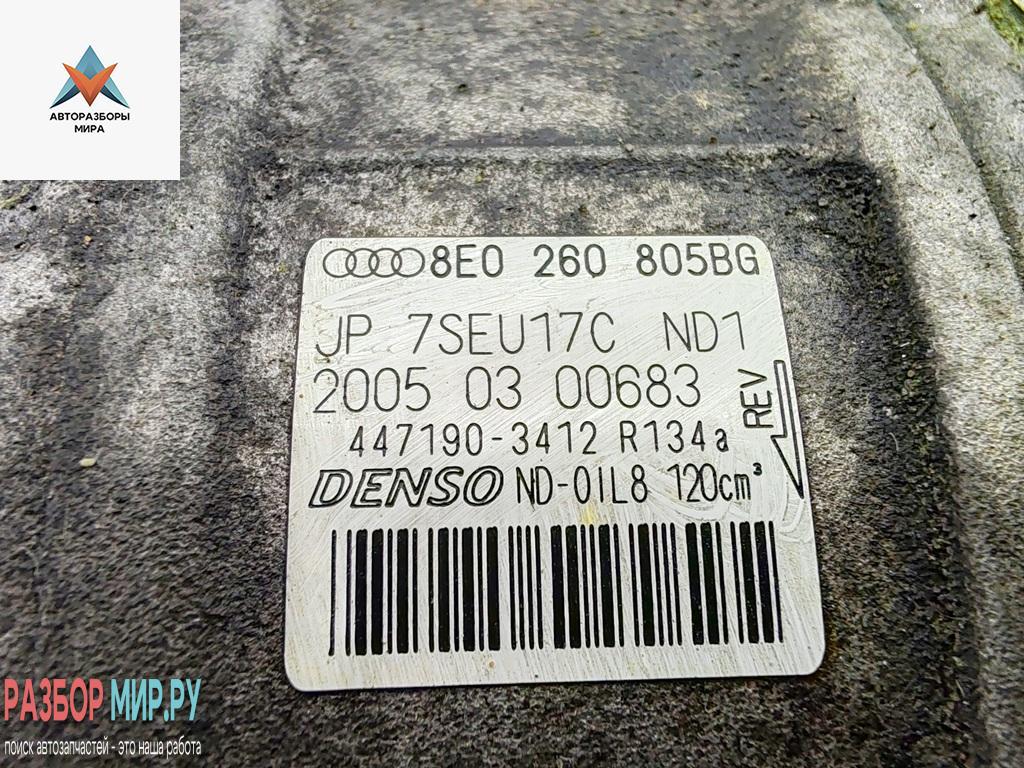 АВТОРАЗБОРЫ
МИРА
8E0 260 805BG
JP 7SEU17C ND1
2005 03 00683
447190-3412 R134a
REV
DENSO ND-OIL8 120cm³
РАЗБОР МИР.РУ
поиск автозапчастей - это наша работа